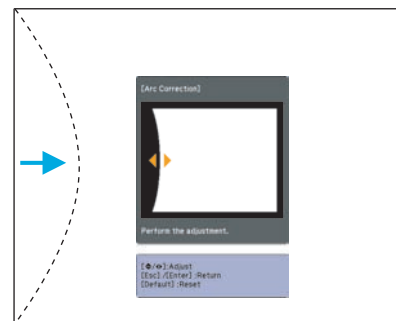 [Arc Correction]
Perform the adjustment.
[◆/◆]:Adjust
[Esc] /[Enter] :Return
[Default] :Reset